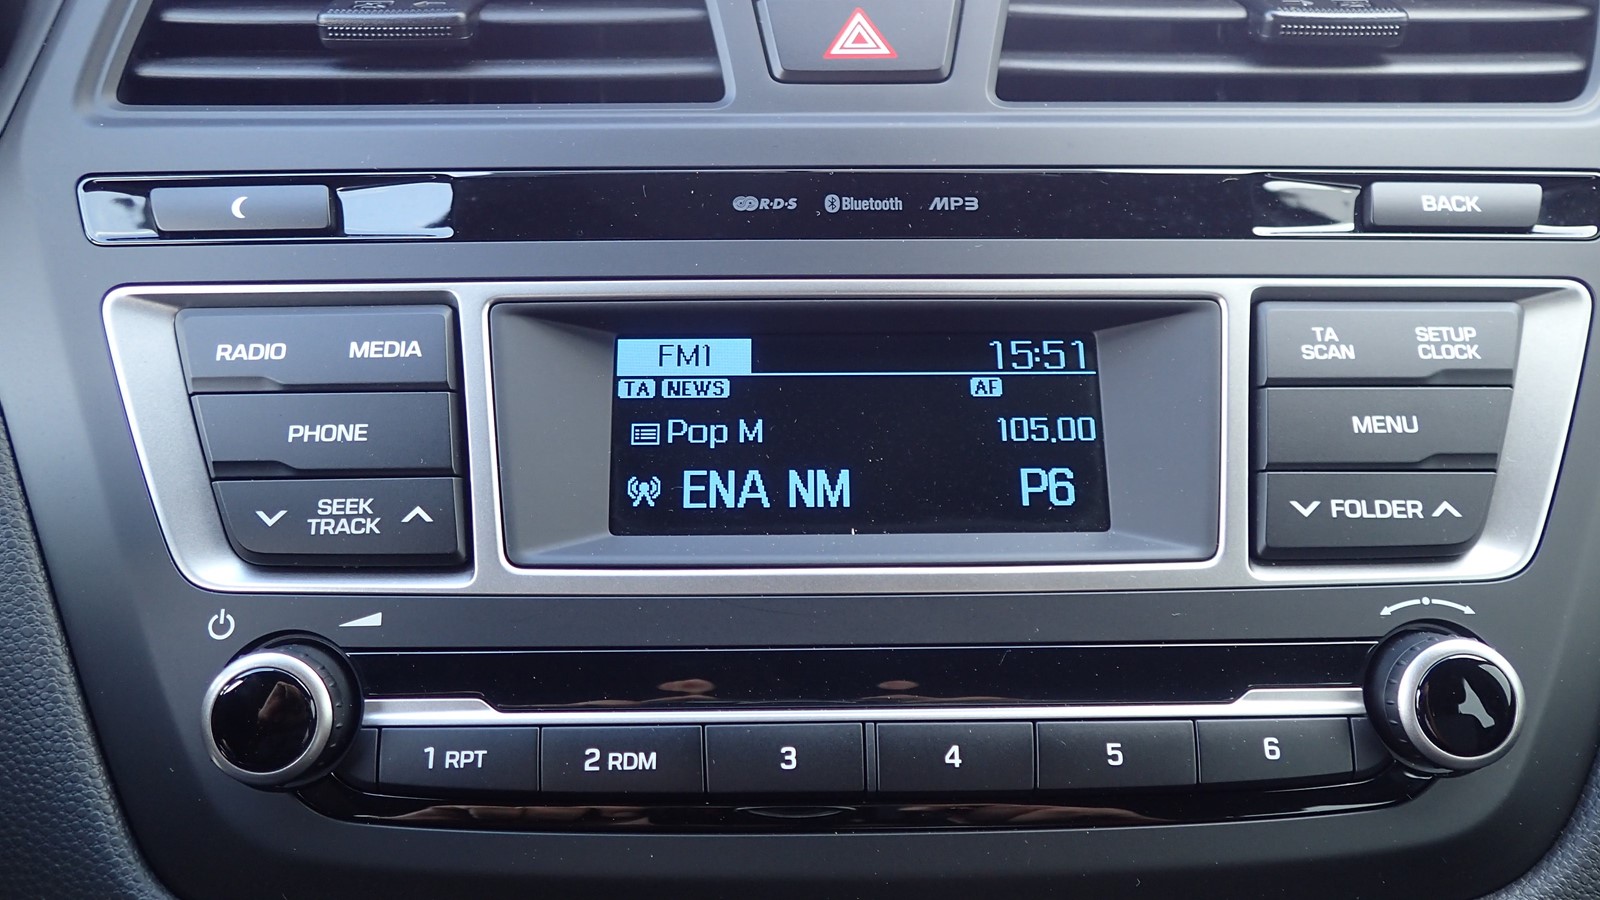 R·D·S Bluetooth MP3 BACK
RADIO MEDIA
PHONE
SEEK
TRACK
FM1 15:51
TA NEWS AF
Pop M 105.00
ENA NM P6
TA
SCAN
SETUP
CLOCK
MENU
FOLDER
1 RPT 2 RDM 3 4 5 6